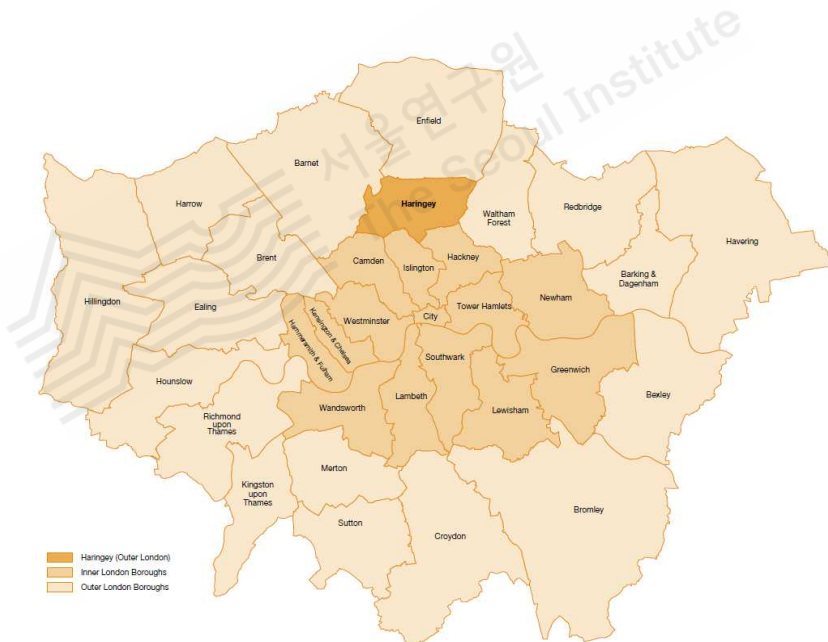 서울연구원
The Seoul Institute
Enfield
Barnet
Harrow
Haringey
Waltham
Forest
Redbridge
Havering
Brent
Camden
Islington
Hackney
Barking &
Dagenham
Hillingdon
Ealing
Newham
Kensington & Chelsea
Hammersmith & Fulham
Westminster
City
Tower Hamlets
Southwark
Greenwich
Hounslow
Richmond
upon
Thames
Wandsworth
Lambeth
Lewisham
Bexley
Merton
Kingston
upon
Thames
Sutton
Croydon
Bromley
Haringey (Outer London)
Inner London Boroughs
Outer London Boroughs